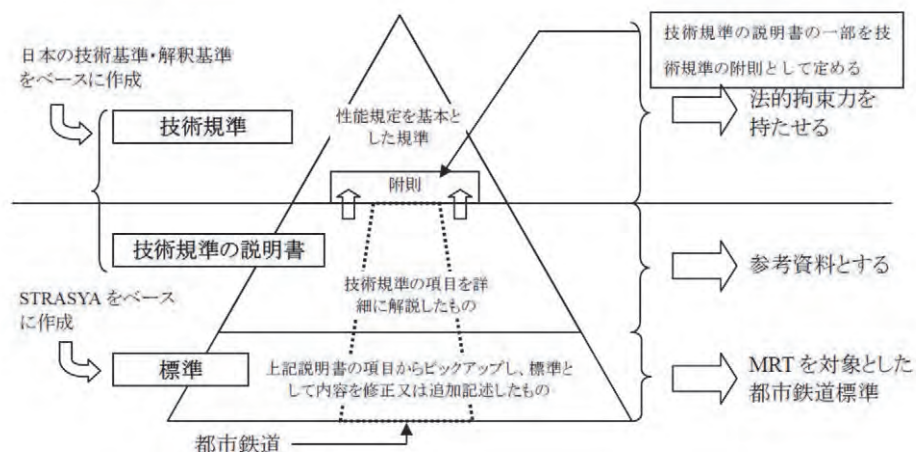 日本の技術基準・解釈基準
をベースに作成
技術規準
性能規定を基本と
した規準
附則
技術規準の説明書の一部を技
術規準の附則として定める
法的拘束力を
持たせる
技術規準の説明書
技術規準の項目を詳
細に解説したもの
参考資料とする
STRASYA をベース
に作成
標準
上記説明書の項目からピックアップし、標準と
して内容を修正又は追加記述したもの
MRT を対象とした
都市鉄道標準
都市鉄道